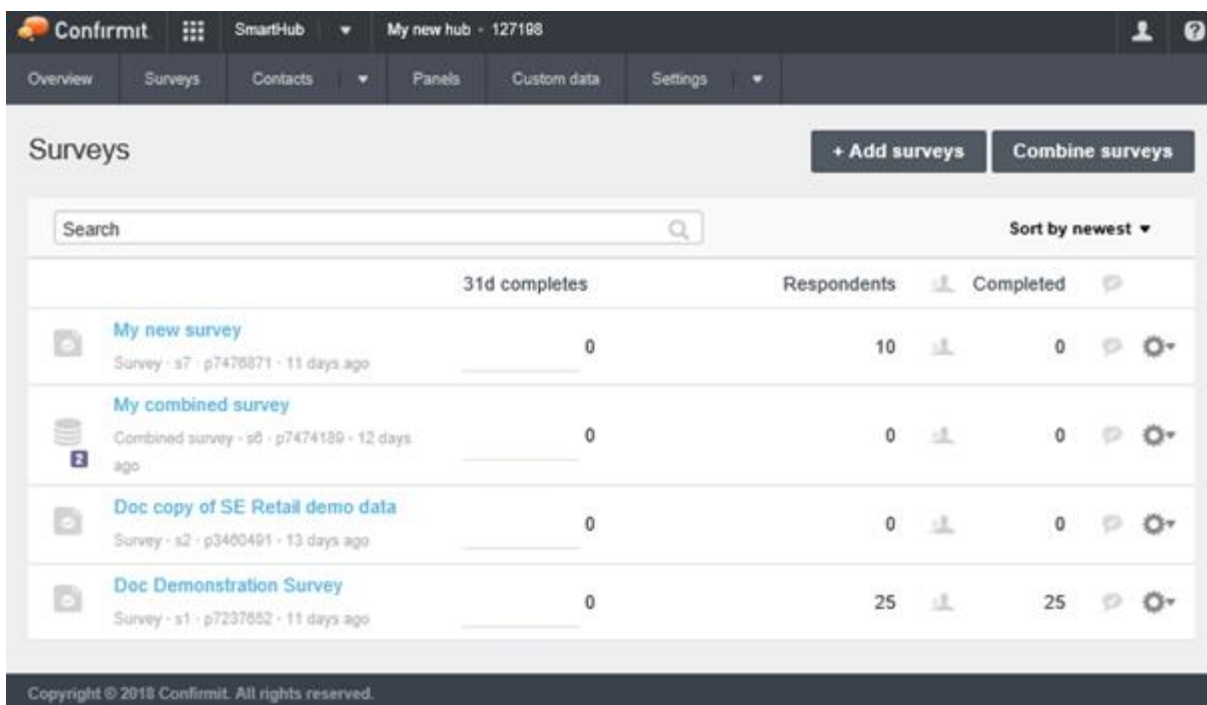 Confirmit SmartHub My new hub - 127198
Overview Surveys Contacts Panels Custom data Settings
Surveys + Add surveys Combine surveys
Search Sort by newest
31d completes Respondents Completed
My new survey
Survey - s7 - p7476871 - 11 days ago 0 10 0
My combined survey
Combined survey - s6 - p7474189 - 12 days
ago 0 0 0
2
Doc copy of SE Retail demo data
Survey - s2 - p3460491 - 13 days ago 0 0 0
Doc Demonstration Survey
Survey - s1 - p7237652 - 11 days ago 0 25 25
Copyright © 2018 Confirmit. All rights reserved.